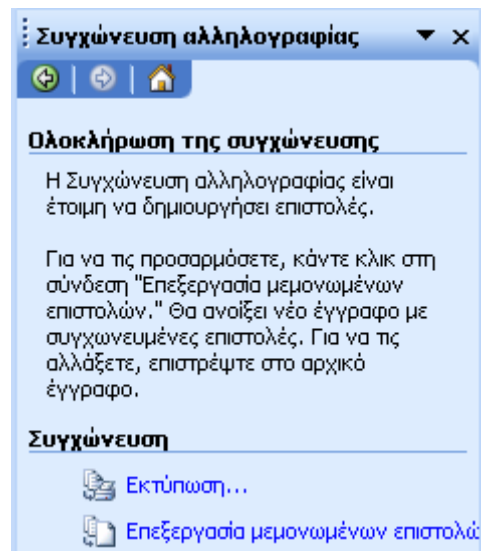 Συγχώνευση αλληλογραφίας
Ολοκλήρωση της συγχώνευσης
Η Συγχώνευση αλληλογραφίας είναι
έτοιμη να δημιουργήσει επιστολές.
Για να τις προσαρμόσετε, κάντε κλικ στη
σύνδεση "Επεξεργασία μεμονωμένων
επιστολών." Θα ανοίξει νέο έγγραφο με
συγχωνευμένες επιστολές. Για να τις
αλλάξετε, επιστρέψτε στο αρχικό
έγγραφο.
Συγχώνευση
Εκτύπωση...
Επεξεργασία μεμονωμένων επιστολώ